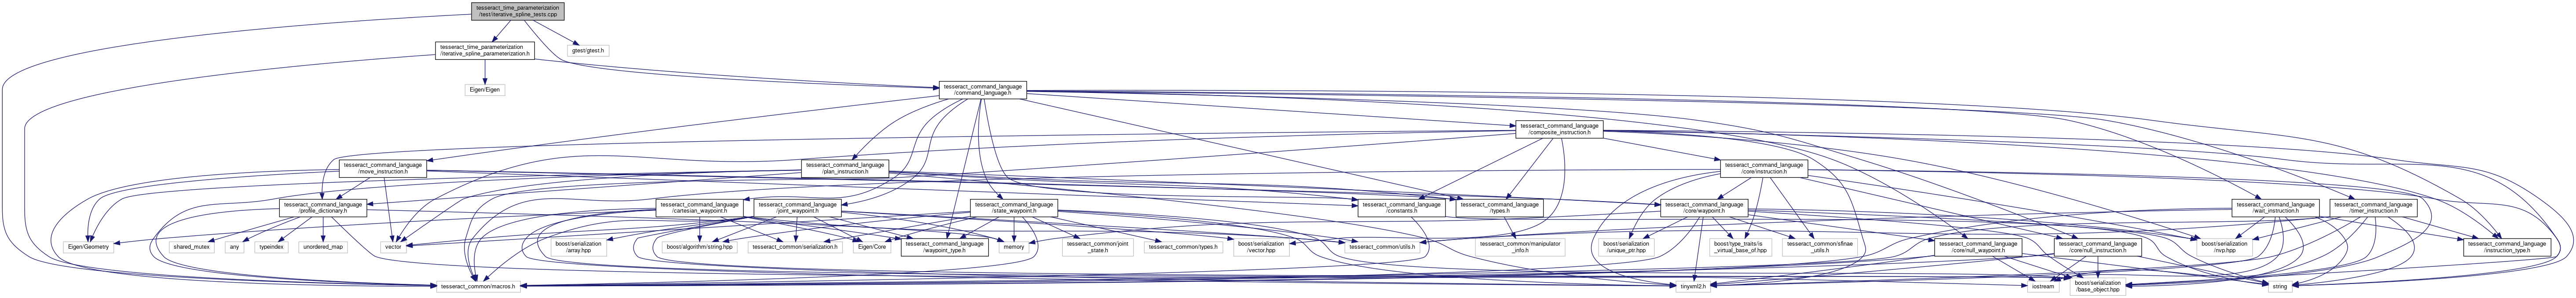 tesseract_time_parameterization
/test/iterative_spline_tests.cpp
tesseract_time_parameterization
/iterative_spline_parameterization.h
gtest/gtest.h
Eigen/Eigen
tesseract_command_language
/command_language.h
tesseract_command_language
/composite_instruction.h
tesseract_command_language
/move_instruction.h
tesseract_command_language
/plan_instruction.h
tesseract_command_language
/core/instruction.h
tesseract_command_language
/profile_dictionary.h
tesseract_command_language
/cartesian_waypoint.h
tesseract_command_language
/joint_waypoint.h
tesseract_command_language
/state_waypoint.h
tesseract_command_language
/constants.h
tesseract_command_language
/types.h
tesseract_command_language
/core/waypoint.h
tesseract_command_language
/wait_instruction.h
tesseract_command_language
/timer_instruction.h
Eigen/Geometry
shared_mutex
any
typeindex
unordered_map
vector
boost/serialization
/array.hpp
boost/algorithm/string.hpp
tesseract_common/serialization.h
Eigen/Core
tesseract_command_language
/waypoint_type.h
memory
tesseract_common/joint
_state.h
tesseract_common/types.h
boost/serialization
/vector.hpp
tesseract_common/utils.h
tesseract_common/manipulator
_info.h
boost/serialization
/unique_ptr.hpp
boost/type_traits/is
_virtual_base_of.hpp
tesseract_common/sfinae
_utils.h
tesseract_command_language
/core/null_waypoint.h
tesseract_command_language
/core/null_instruction.h
boost/serialization
/nvp.hpp
tesseract_command_language
/instruction_type.h
tesseract_common/macros.h
tinyxml2.h
iostream
boost/serialization
/base_object.hpp
string